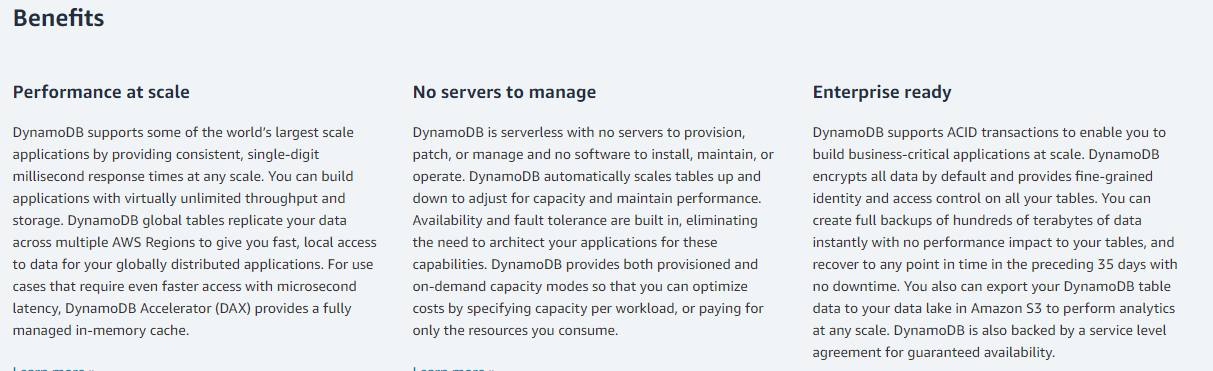 Benefits
Performance at scale
DynamoDB supports some of the world's largest scale
applications by providing consistent, single-digit
millisecond response times at any scale. You can build
applications with virtually unlimited throughput and
storage. DynamoDB global tables replicate your data
across multiple AWS Regions to give you fast, local access
to data for your globally distributed applications. For use
cases that require even faster access with microsecond
latency, DynamoDB Accelerator (DAX) provides a fully
managed in-memory cache.
Learn more »
No servers to manage
DynamoDB is serverless with no servers to provision,
patch, or manage and no software to install, maintain, or
operate. DynamoDB automatically scales tables up and
down to adjust for capacity and maintain performance.
Availability and fault tolerance are built in, eliminating
the need to architect your applications for these
capabilities. DynamoDB provides both provisioned and
on-demand capacity modes so that you can optimize
costs by specifying capacity per workload, or paying for
only the resources you consume.
Learn more »
Enterprise ready
DynamoDB supports ACID transactions to enable you to
build business-critical applications at scale. DynamoDB
encrypts all data by default and provides fine-grained
identity and access control on all your tables. You can
create full backups of hundreds of terabytes of data
instantly with no performance impact to your tables, and
recover to any point in time in the preceding 35 days with
no downtime. You also can export your DynamoDB table
data to your data lake in Amazon S3 to perform analytics
at any scale. DynamoDB is also backed by a service level
agreement for guaranteed availability.